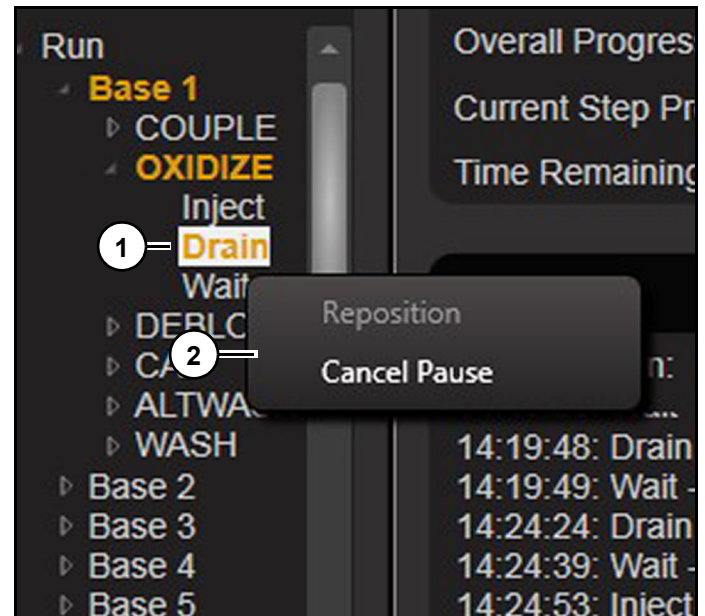 Run
Base 1
COUPLE
OXIDIZE
Inject
1
Drain
Wait
2
ALTWAS
WASH
Base 2
Base 3
Base 4
Base 5
Reposition
Cancel Pause
Overall Progres
Current Step Pr
Time Remaining
14:19:48: Drain
14:19:49: Wait -
14:24:24: Drain
14:24:39: Wait -
14:24:53: Inject